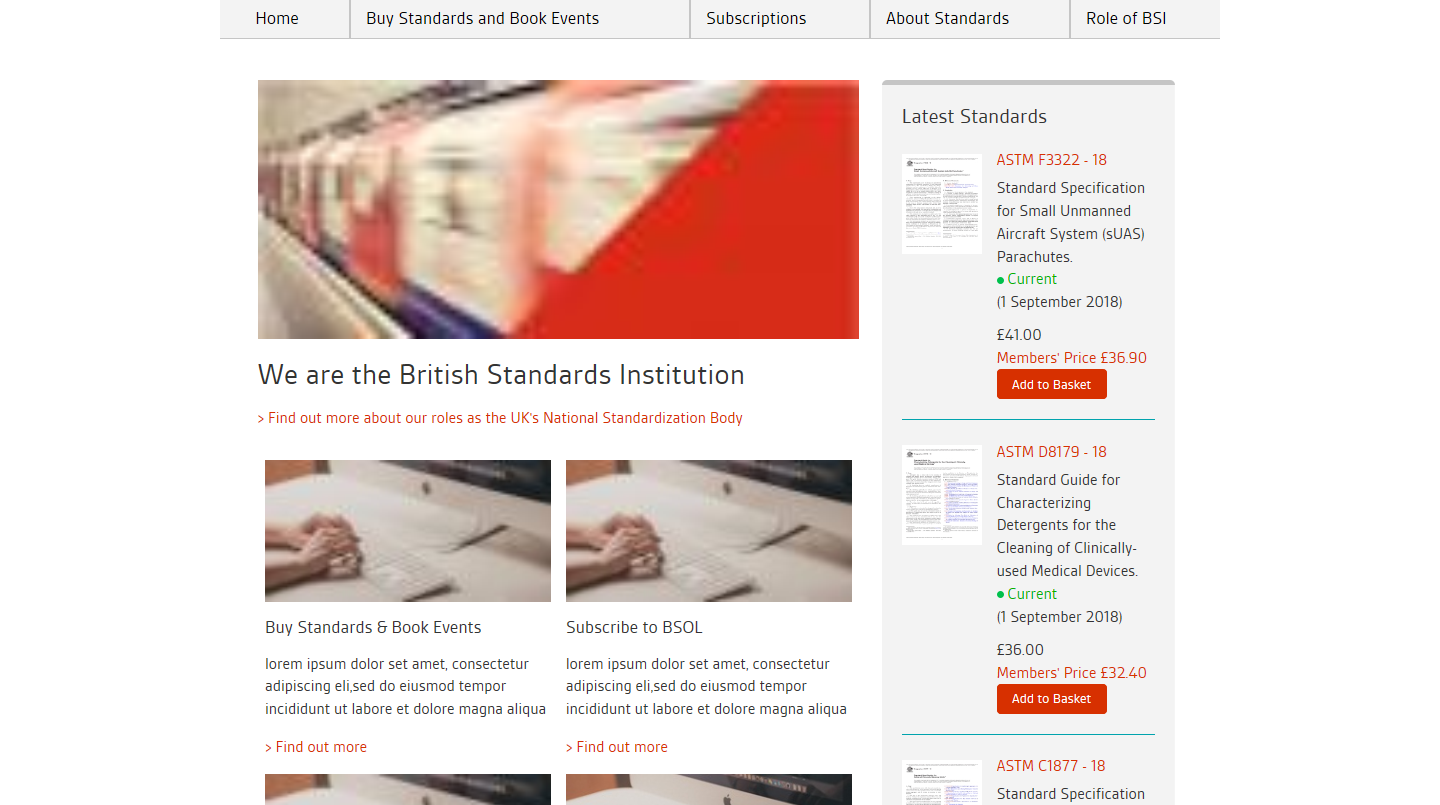 Home
Buy Standards and Book Events
Subscriptions
About Standards
Role of BSI
We are the British Standards Institution
> Find out more about our roles as the UK's National Standardization Body
Buy Standards & Book Events
lorem ipsum dolor set amet, consectetur
adipiscing eli,sed do eiusmod tempor
incididunt ut labore et dolore magna aliqua
> Find out more
Subscribe to BSOL
lorem ipsum dolor set amet, consectetur
adipiscing eli,sed do eiusmod tempor
incididunt ut labore et dolore magna aliqua
> Find out more
Latest Standards
ASTM F3322 - 18
Standard Specification
for Small Unmanned
Aircraft System (sUAS)
Parachutes.
Current
(1 September 2018)
£41.00
Members' Price £36.90
Add to Basket
ASTM D8179 - 18
Standard Guide for
Characterizing
Detergents for the
Cleaning of Clinically-
used Medical Devices.
Current
(1 September 2018)
£36.00
Members' Price £32.40
Add to Basket
ASTM C1877 - 18
Standard Specification